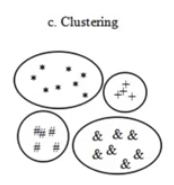 c. Clustering
* * * * * * * *
+ + + +
# # # # #
& & & & & & &